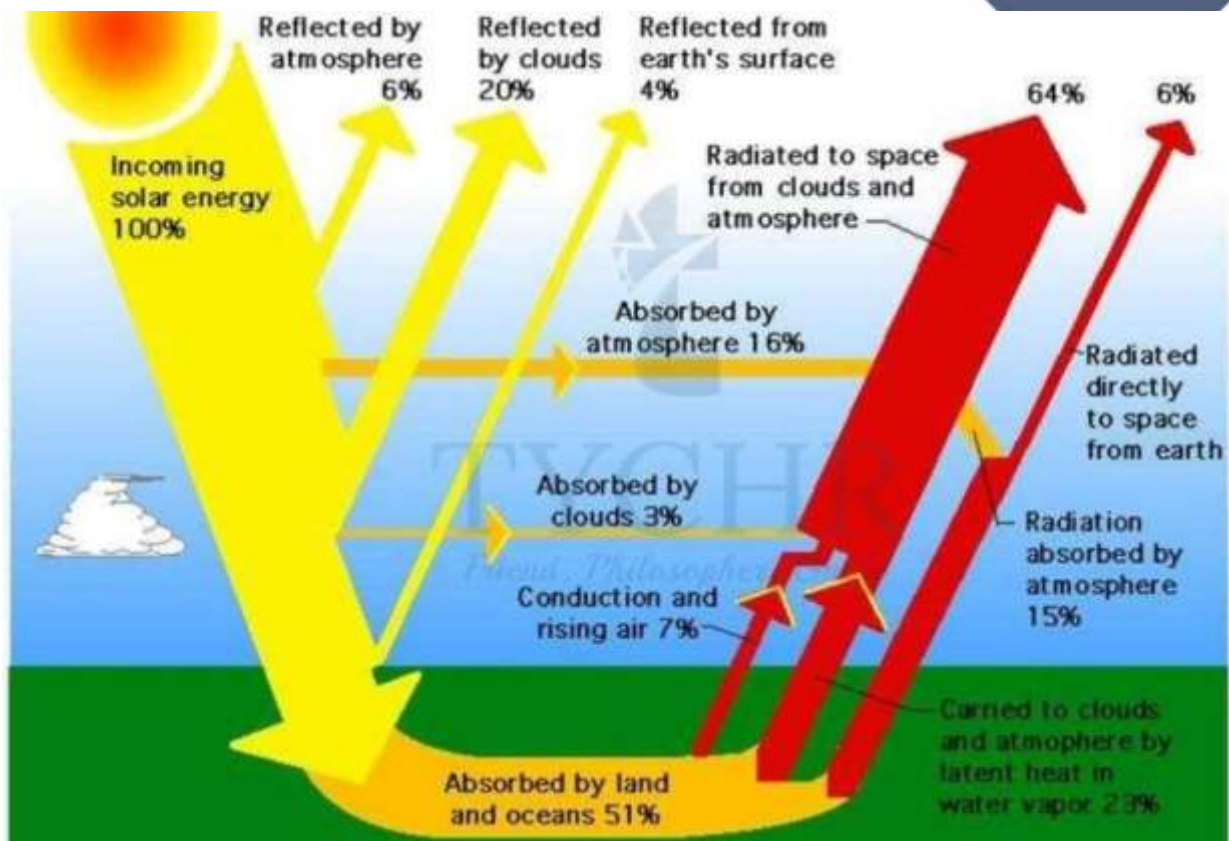 Reflected by
atmosphere
6%
Reflected
by clouds
20%
Reflected from
earth's surface
4%
64%
6%
Incoming
solar energy
100%
Radiated to space
from clouds and
atmosphere
Absorbed by
atmosphere 16%
Radiated
directly
to space
from earth
TYCHR
Absorbed by
clouds 3%
Friend, Philosopher
Radiation
absorbed by
atmosphere
15%
Conduction and
rising air 7%
Carried to clouds
and atmophere by
latent heat in
water vapor 23%
Absorbed by land
and oceans 51%